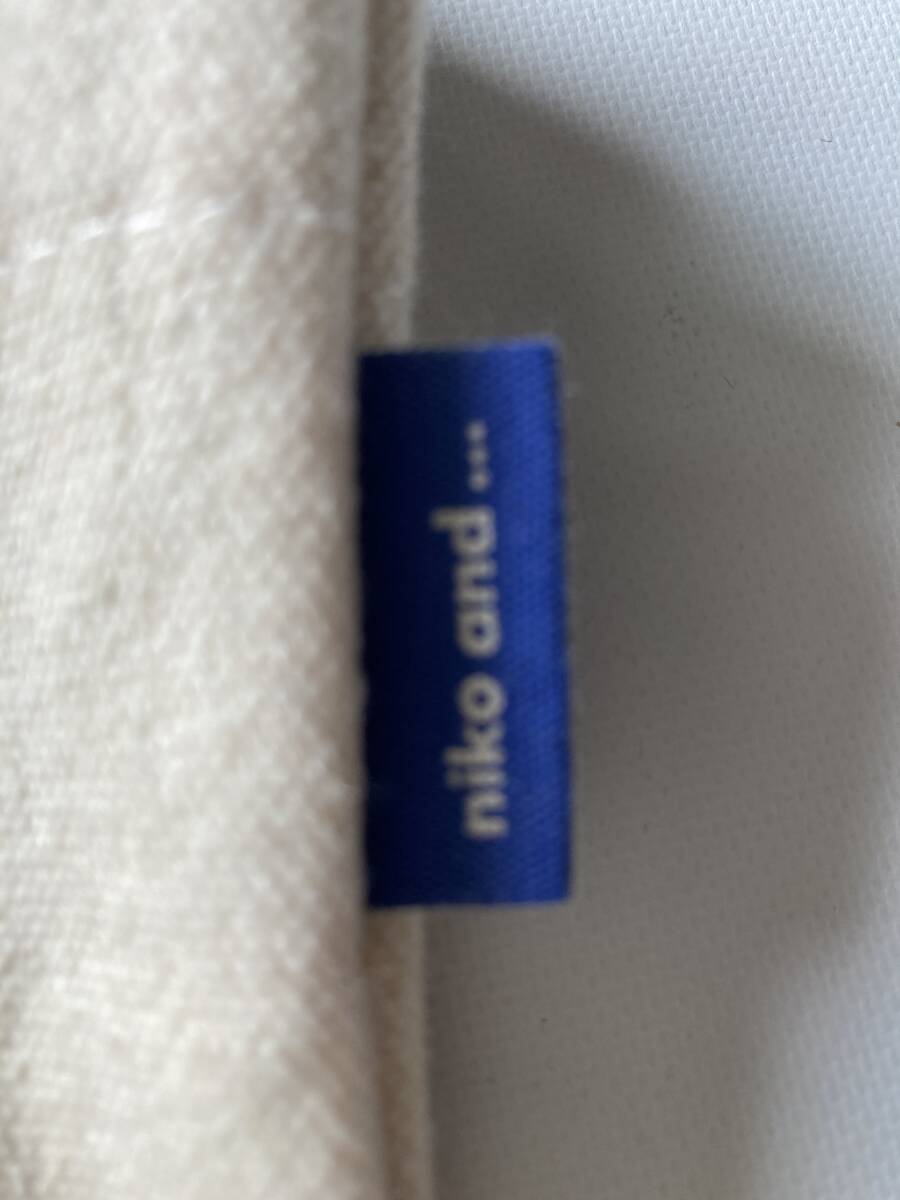 niko and ...